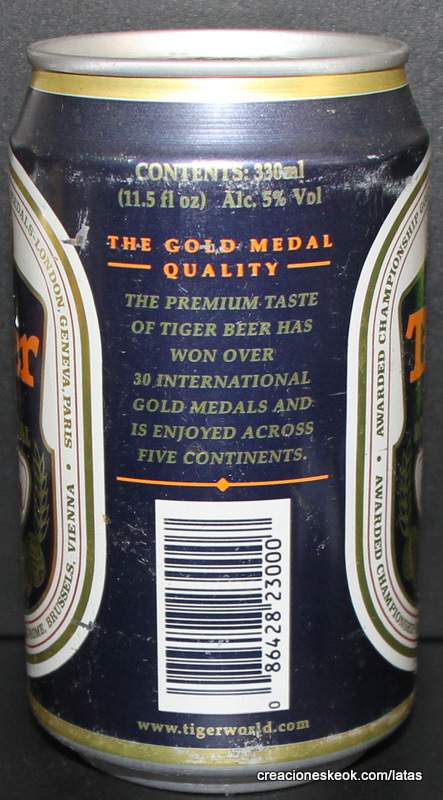 CONTENTS: 330ml
(11.5 fl oz) Alc. 5% Vol
THE GOLD MEDAL
QUALITY
THE PREMIUM TASTE
OF TIGER BEER HAS
WON OVER
30 INTERNATIONAL
GOLD MEDALS AND
IS ENJOYED ACROSS
FIVE CONTINENTS.
LONDON, GENEVA, PARIS •
VIENNA
BRUSSELS,
AWARDED CHAMPIONSHIP
• AWARDED
0 86428 23000
www.tigerworld.com
creacioneskeok.com/latas